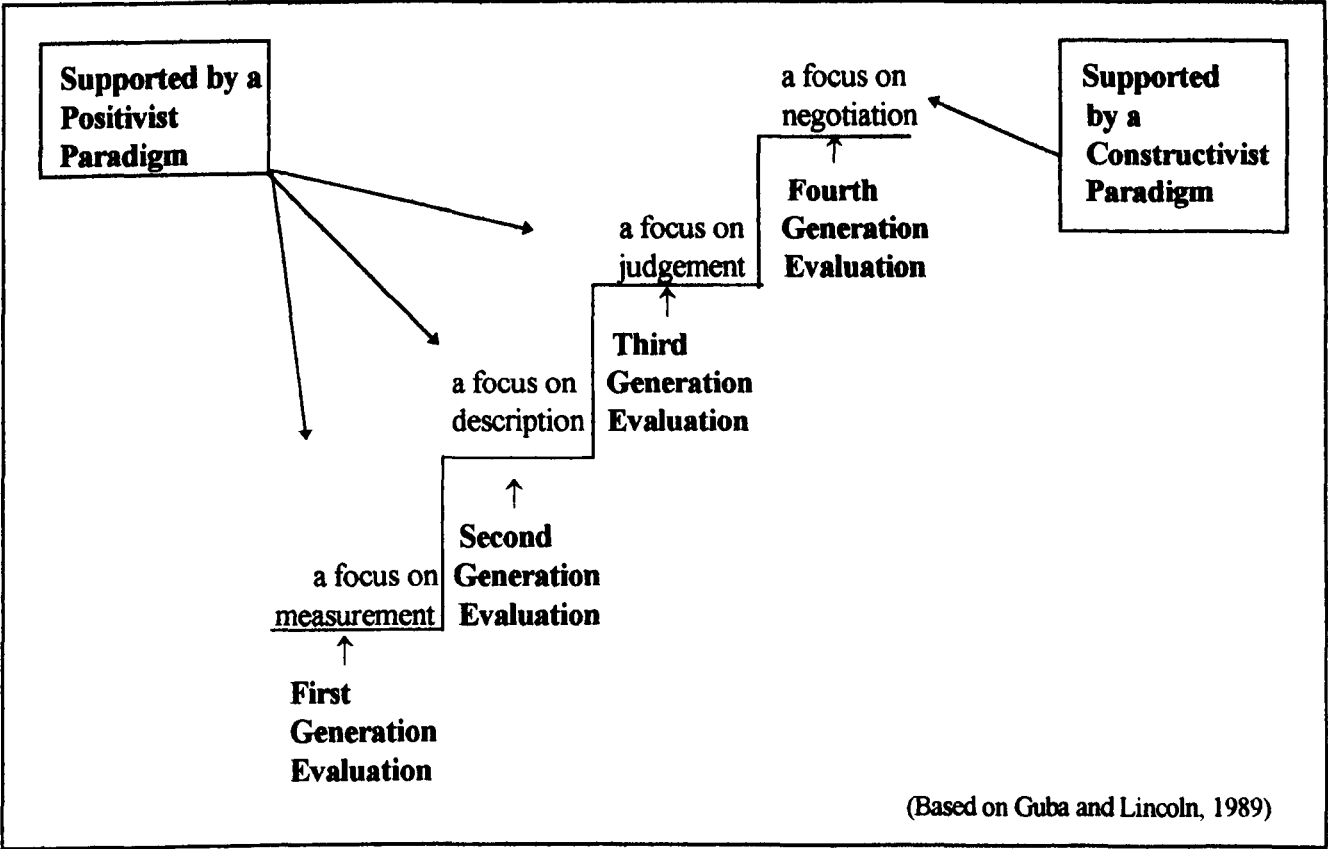 Supported by a
Positivist
Paradigm
a focus on
negotiation
Supported
by a
Constructivist
Paradigm
Fourth
Generation
Evaluation
a focus on
judgement
Third
Generation
Evaluation
a focus on
description
Second
Generation
Evaluation
a focus on
measurement
First
Generation
Evaluation
(Based on Guba and Lincoln, 1989)